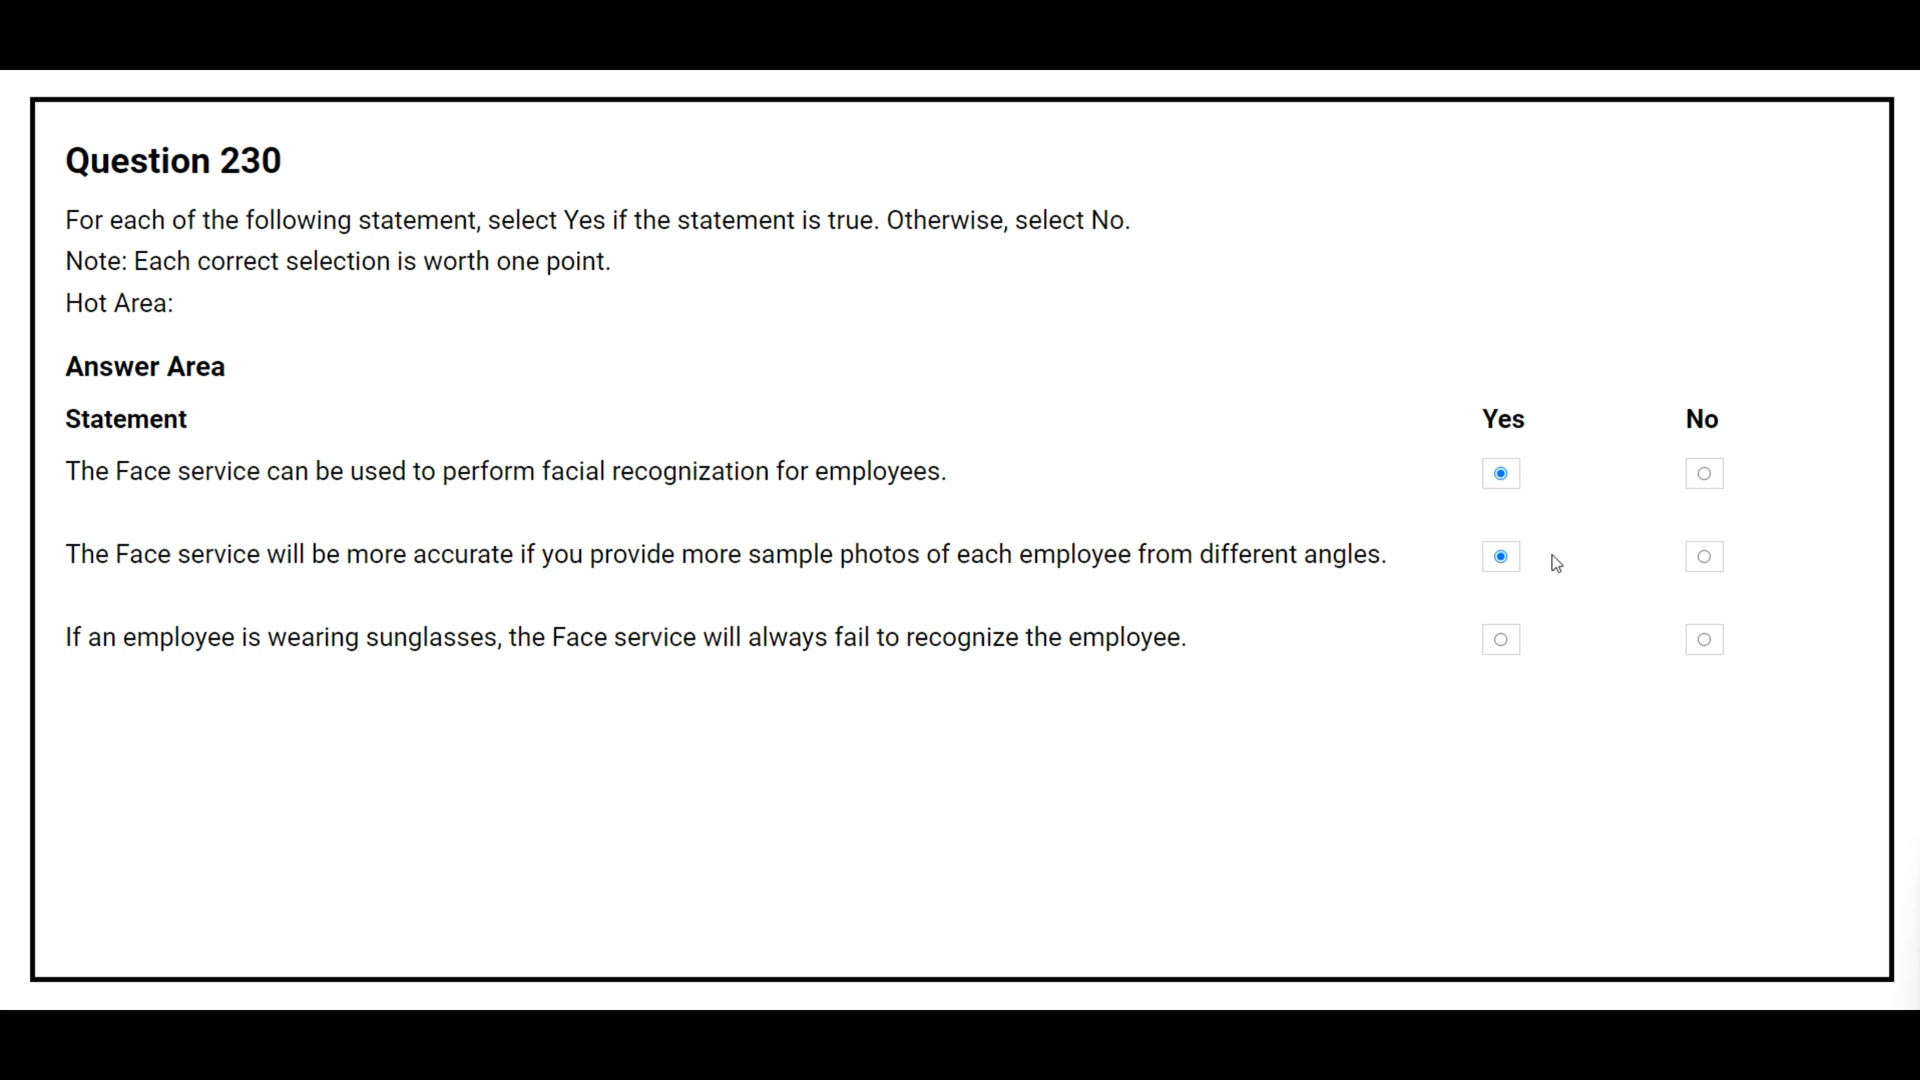 Question 230
For each of the following statement, select Yes if the statement is true. Otherwise, select No.
Note: Each correct selection is worth one point.
Hot Area:
Answer Area
Statement Yes No
The Face service can be used to perform facial recognization for employees.
The Face service will be more accurate if you provide more sample photos of each employee from different angles.
If an employee is wearing sunglasses, the Face service will always fail to recognize the employee.